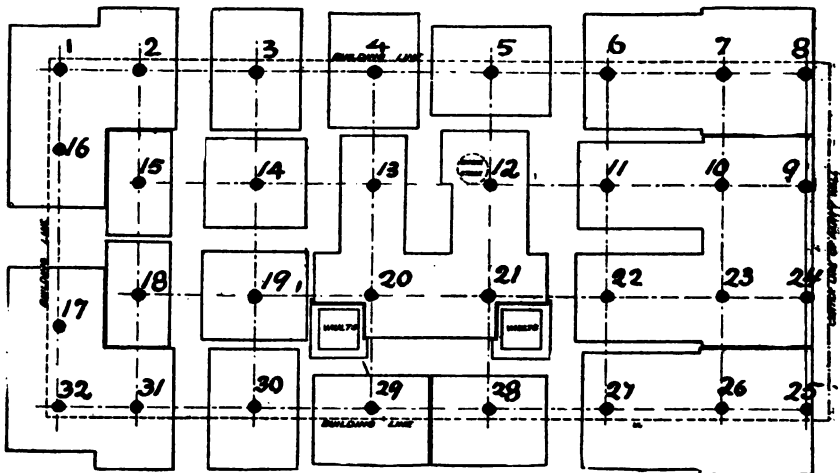 1 2 3 4 5 6 7 8
BUILDING LINE
16 15 14 13 12 11 10 9
BUILDING LINE
17 18 19 20 21 22 23 24
VAULTS VAULTS
32 31 30 29 28 27 26 25
BUILDING LINE